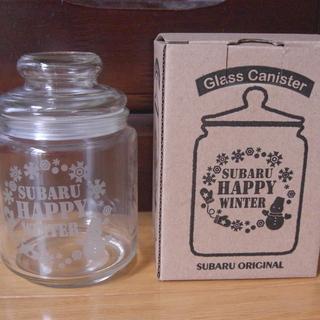 SUBARU
HAPPY
WINTER
Glass Canister
SUBARU
HAPPY
WINTER
SUBARU ORIGINAL